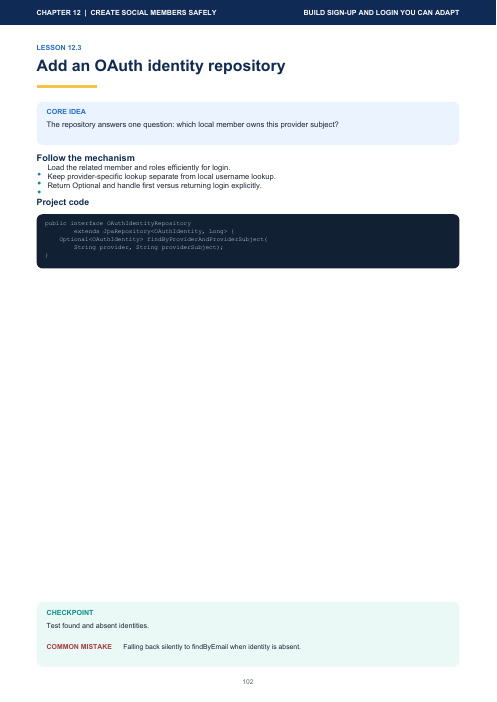 CHAPTER 12 | CREATE SOCIAL MEMBERS SAFELY
BUILD SIGN-UP AND LOGIN YOU CAN ADAPT
LESSON 12.3
Add an OAuth identity repository
CORE IDEA
The repository answers one question: which local member owns this provider subject?
Follow the mechanism
Load the related member and roles efficiently for login.
• Keep provider-specific lookup separate from local username lookup.
• Return Optional and handle first versus returning login explicitly.
•
Project code
public interface OAuthIdentityRepository
        extends JpaRepository<OAuthIdentity, Long> {
    Optional<OAuthIdentity> findByProviderAndProviderSubject(
        String provider, String providerSubject);
}
CHECKPOINT
Test found and absent identities.
COMMON MISTAKE Falling back silently to findByEmail when identity is absent.
102